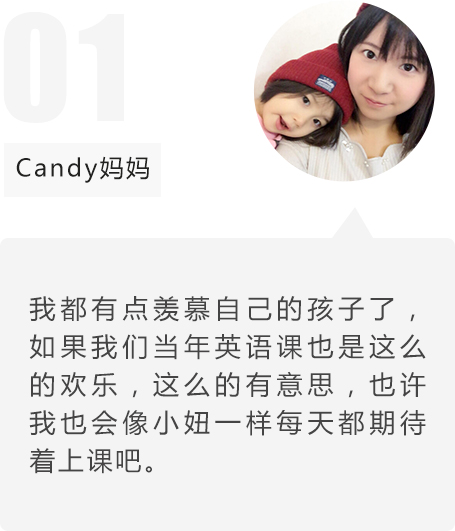 01
Candy妈妈
我都有点羡慕自己的孩子了，
如果我们当年英语课也是这么
的欢乐，这么的有意思，也许
我也会像小妞一样每天都期待
着上课吧。